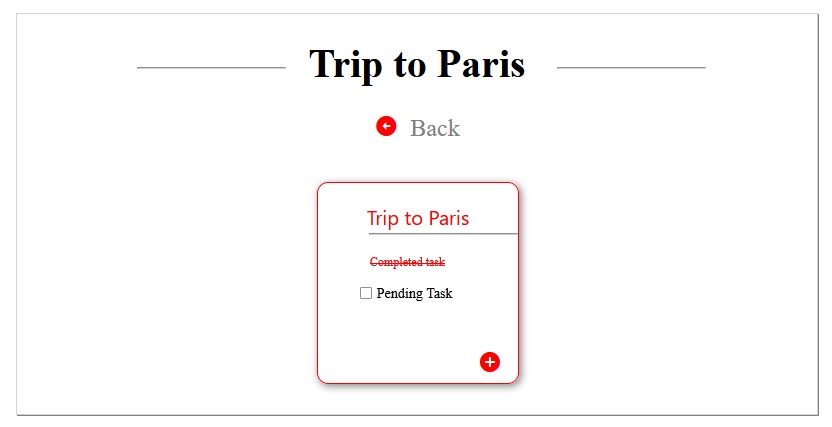 Trip to Paris
Back
Trip to Paris
Completed task
Pending Task